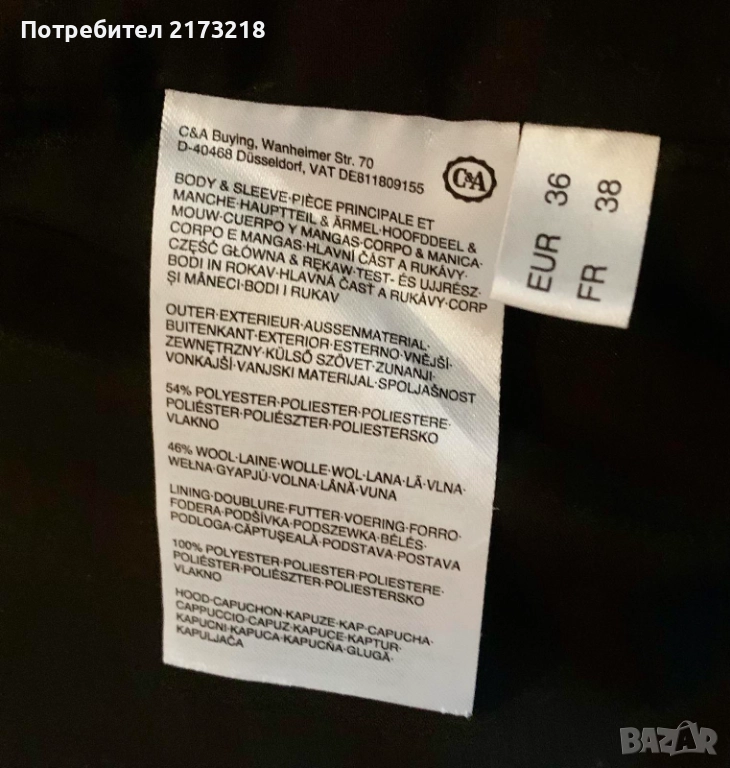 Потребител 2173218
C&A Buying, Wanheimer Str. 70
D-40468 Düsseldorf, VAT DE811809155
C&A
BODY & SLEEVE·PIÈCE PRINCIPALE ET
MANCHE·HAUPTTEIL & ÄRMEL·HOOFDDEEL &
MOUW·CUERPO Y MANGAS·CORPO & MANICA·
CORPO E MANGAS·HLAVNÍ ČÁST A RUKÁVY·
CZĘŚĆ GŁÓWNA & RĘKAW·TEST- ÉS UJJRÉSZ·
BODI IN ROKAV·HLAVNÁ ČASŤ A RUKÁVY·CORP
ȘI MÂNECI·BODI I RUKAV
OUTER·EXTERIEUR·AUSSENMATERIAL·
BUITENKANT·EXTERIOR·ESTERNO·VNĚJŠÍ·
ZEWNĘTRZNY·KÜLSŐ SZÖVET·ZUNANJI·
VONKAJŠÍ·VANJSKI MATERIJAL·SPOLJAŠNOST
54% POLYESTER·POLIESTER·POLIESTERE·
POLIÉSTER·POLIÉSZTER·POLIESTERSKO
VLAKNO
46% WOOL·LAINE·WOLLE·WOL·LANA·LÃ·VLNA·
WEŁNA·GYAPJÚ·VOLNA·LÂNĂ·VUNA
LINING·DOUBLURE·FUTTER·VOERING·FORRO·
FODERA·PODŠÍVKA·PODSZEWKA·BÉLÉS·
PODLOGA·CĂPTUȘEALĂ·PODSTAVA·POSTAVA
100% POLYESTER·POLIESTER·POLIESTERE·
POLIÉSTER·POLIÉSZTER·POLIESTERSKO
VLAKNO
HOOD·CAPUCHON·KAPUZE·KAP·CAPUCHA·
CAPPUCCIO·CAPUZ·KAPUCE·KAPTUR·
KAPUCNI·KAPUCA·KAPUCŇA·GLUGĂ·
KAPULJAČA
EUR 36
FR 38
BAZAR